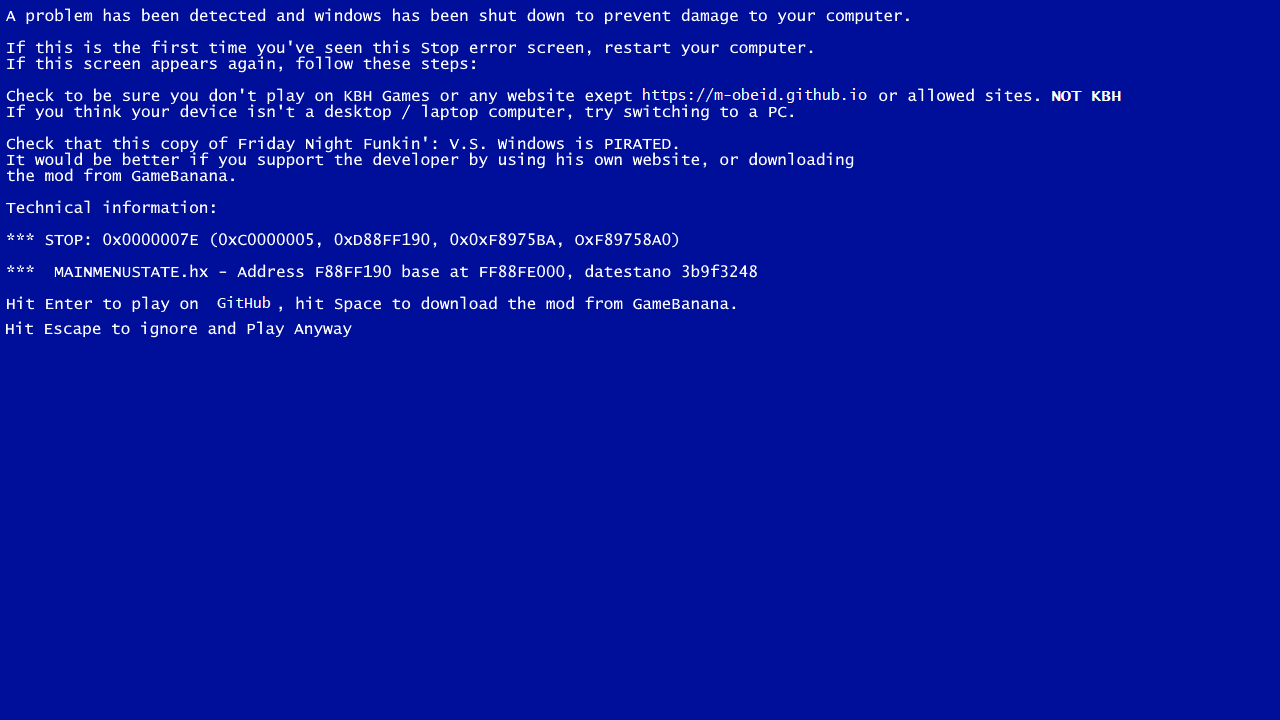 A problem has been detected and windows has been shut down to prevent damage to your computer.
If this is the first time you've seen this Stop error screen, restart your computer.
If this screen appears again, follow these steps:
Check to be sure you don't play on KBH Games or any website exept https://m-obeid.github.io or allowed sites. NOT KBH
If you think your device isn't a desktop / laptop computer, try switching to a PC.
Check that this copy of Friday Night Funkin': V.S. Windows is PIRATED.
It would be better if you support the developer by using his own website, or downloading
the mod from GameBanana.
Technical information:
*** STOP: 0x0000007E (0xC0000005, 0xD88FF190, 0x0xF8975BA, OxF89758A0)
***  MAINMENUSTATE.hx - Address F88FF190 base at FF88FE000, datestano 3b9f3248
Hit Enter to play on GitHub, hit Space to download the mod from GameBanana.
Hit Escape to ignore and Play Anyway